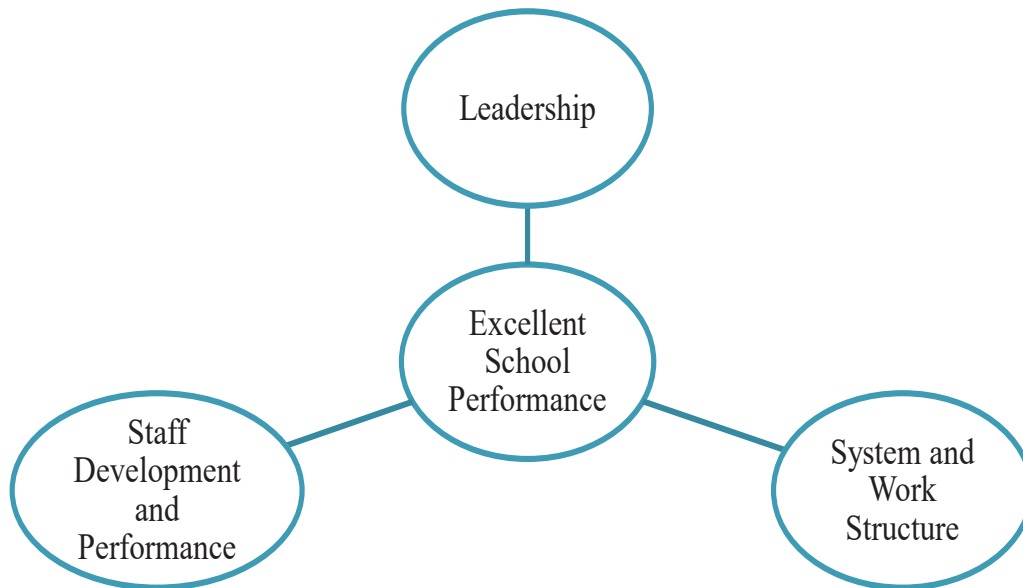 Leadership
Excellent
School
Performance
Staff
Development
and
Performance
System and
Work
Structure